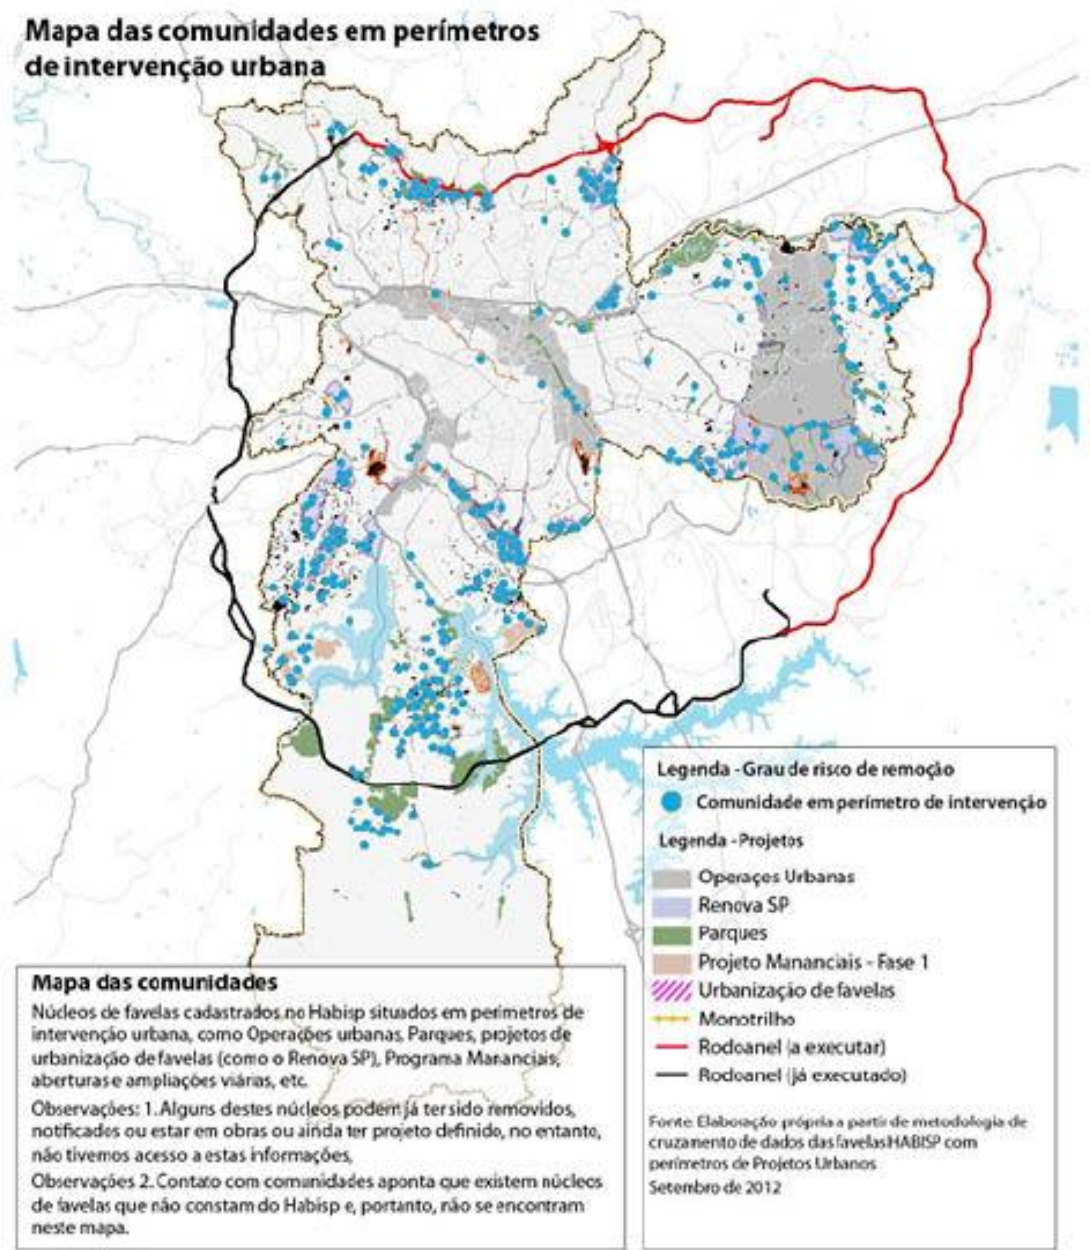 Mapa das comunidades em perímetros
de intervenção urbana
Legenda - Grau de risco de remoção
Comunidade em perímetro de intervenção
Legenda - Projetos
Operaçes Urbanas
Renova SP
Parques
Projeto Mananciais - Fase 1
Urbanização de favelas
Monotrilho
Rodoanel (a executar)
Rodoanel (já executado)
Fonte: Elaboração própria a partir de metodologia de
cruzamento de dados das favelas HABISP com
perímetros de Projetos Urbanos
Setembro de 2012
Mapa das comunidades
Núcleos de favelas cadastrados no Habisp situados em perímetros de
intervenção urbana, como Operações urbanas, Parques, projetos de
urbanização de favelas (como o Renova SP), Programa Mananciais,
aberturas e ampliações viárias, etc.
Observações: 1. Alguns destes núcleos podem já ter sido removidos,
notificados ou estar em obras ou ainda ter projeto definido, no entanto,
não tivemos acesso a estas informações,
Observações 2. Contato com comunidades aponta que existem núcleos
de favelas que não constam do Habisp e, portanto, não se encontram
neste mapa.